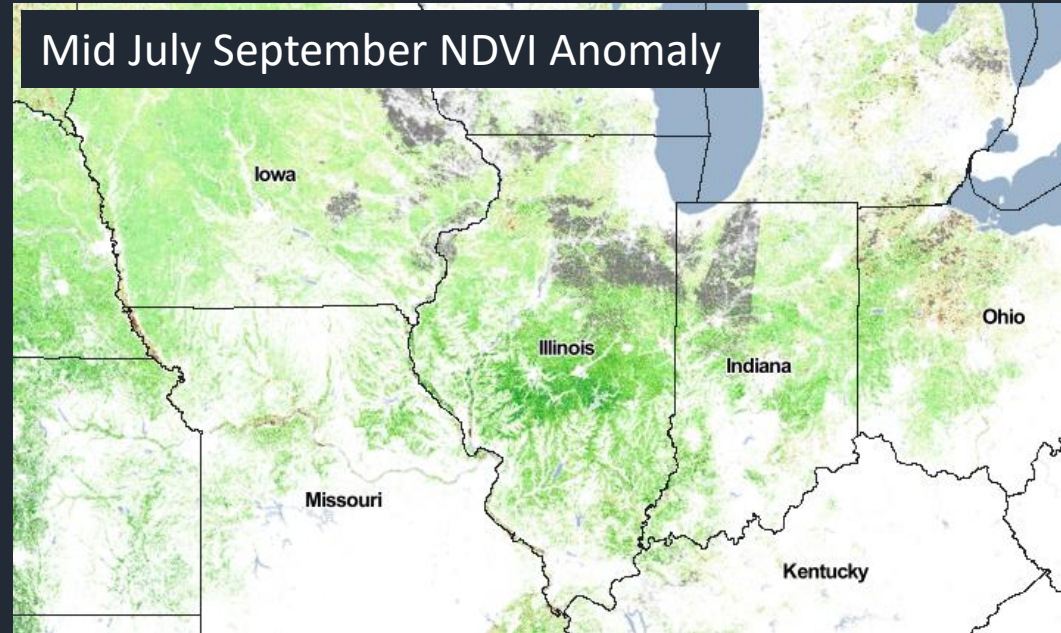 Mid July September NDVI Anomaly
Iowa
Illinois
Indiana
Ohio
Missouri
Kentucky